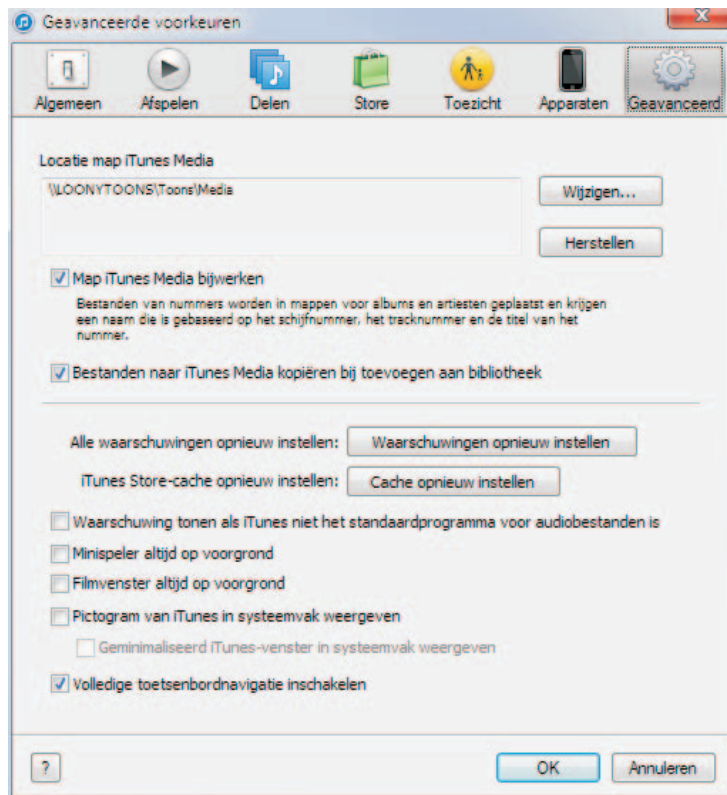 Geavanceerde voorkeuren
Algemeen Afspelen Delen Store Toezicht Apparaten Geavanceerd
Locatie map iTunes Media
\\LOONYTOONS\Toons\Media
Wijzigen...
Herstellen
Map iTunes Media bijwerken
Bestanden van nummers worden in mappen voor albums en artiesten geplaatst en krijgen
een naam die is gebaseerd op het schijfnummer, het tracknummer en de titel van het
nummer.
Bestanden naar iTunes Media kopiëren bij toevoegen aan bibliotheek
Alle waarschuwingen opnieuw instellen: Waarschuwingen opnieuw instellen
iTunes Store-cache opnieuw instellen: Cache opnieuw instellen
Waarschuwing tonen als iTunes niet het standaardprogramma voor audiobestanden is
Minispeler altijd op voorgrond
Filmvenster altijd op voorgrond
Pictogram van iTunes in systeemvak weergeven
Geminimaliseerd iTunes-venster in systeemvak weergeven
Volledige toetsenbordnavigatie inschakelen
? OK Annuleren